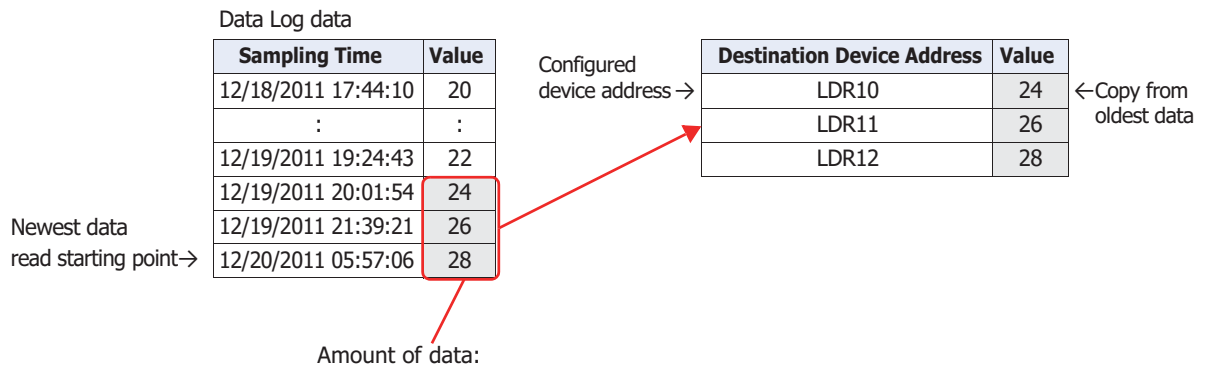 Data Log data
Sampling Time Value
12/18/2011 17:44:10 20
: :
12/19/2011 19:24:43 22
12/19/2011 20:01:54 24
12/19/2011 21:39:21 26
12/20/2011 05:57:06 28
Newest data
read starting point→
Amount of data:
Configured
device address→
Destination Device Address Value
LDR10 24
LDR11 26
LDR12 28
←Copy from
oldest data